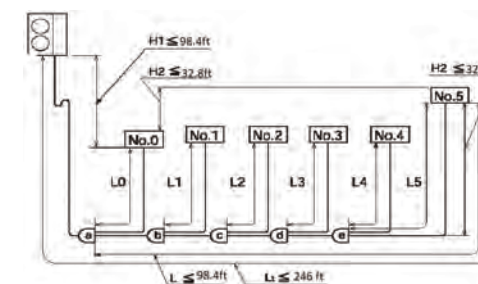 H1≦98.4ft
H2≦32.8ft
H2≦32
No.5
No.0
No.1
No.2
No.3
No.4
L0
L1
L2
L3
L4
L5
a
b
c
d
e
L ≦98.4ft
L1 ≦ 246 ft